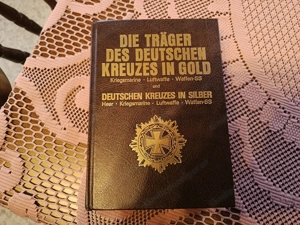 DIE TRÄGER
DES DEUTSCHEN
KREUZES IN GOLD
Kriegsmarine · Luftwaffe · Waffen-SS
und
DEUTSCHEN KREUZES IN SILBER
Heer · Kriegsmarine · Luftwaffe · Waffen-SS